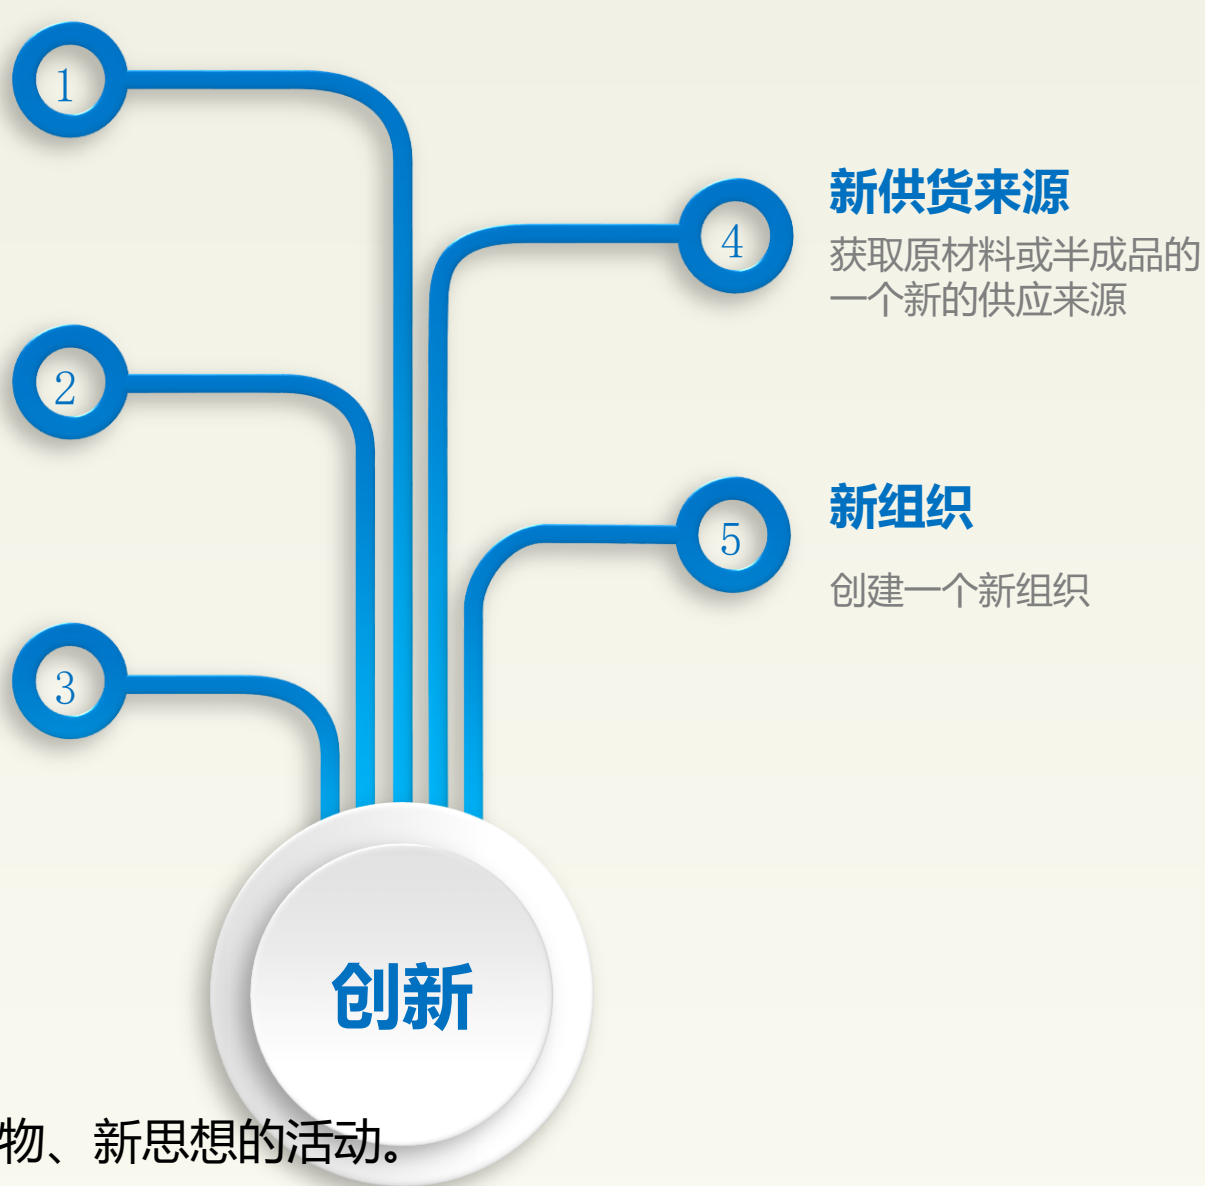 1
2
3
4
新供货来源
获取原材料或半成品的
一个新的供应来源
5
新组织
创建一个新组织
创新
物、新思想的活动。